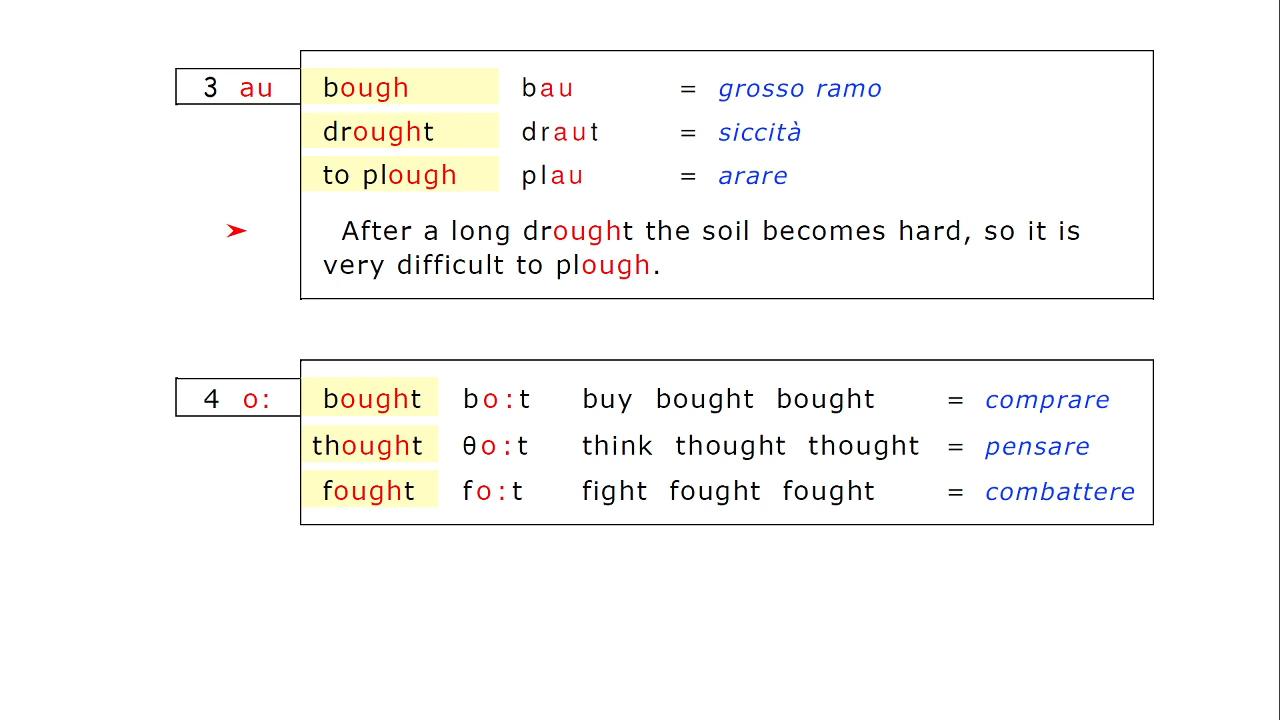 3 au bough bau = grosso ramo
drought draut = siccità
to plough plau = arare
➤ After a long drought the soil becomes hard, so it is
very difficult to plough.
4 o: bought bo:t buy bought bought = comprare
thought θo:t think thought thought = pensare
fought fo:t fight fought fought = combattere